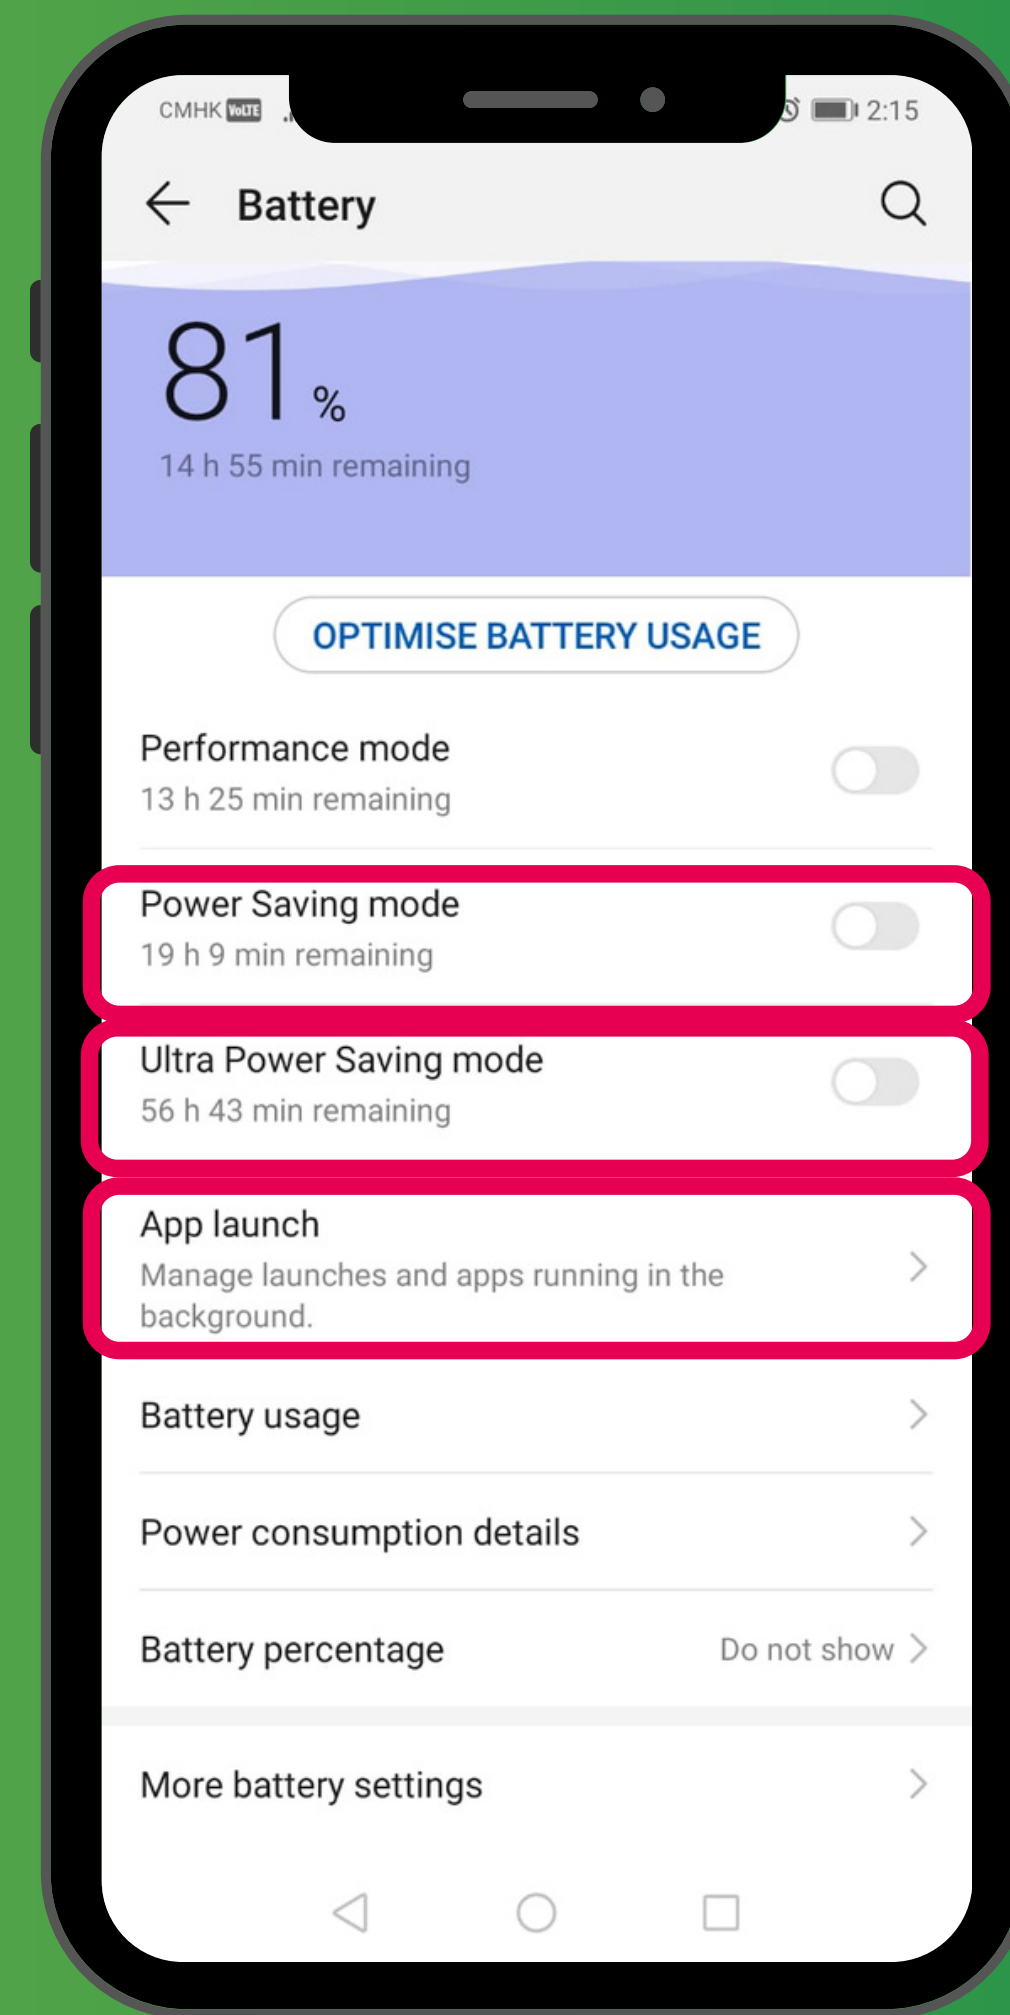 CMHK VoLTE 2:15
Battery
81%
14 h 55 min remaining
OPTIMISE BATTERY USAGE
Performance mode
13 h 25 min remaining
Power Saving mode
19 h 9 min remaining
Ultra Power Saving mode
56 h 43 min remaining
App launch
Manage launches and apps running in the
background.
Battery usage
Power consumption details
Battery percentage Do not show
More battery settings